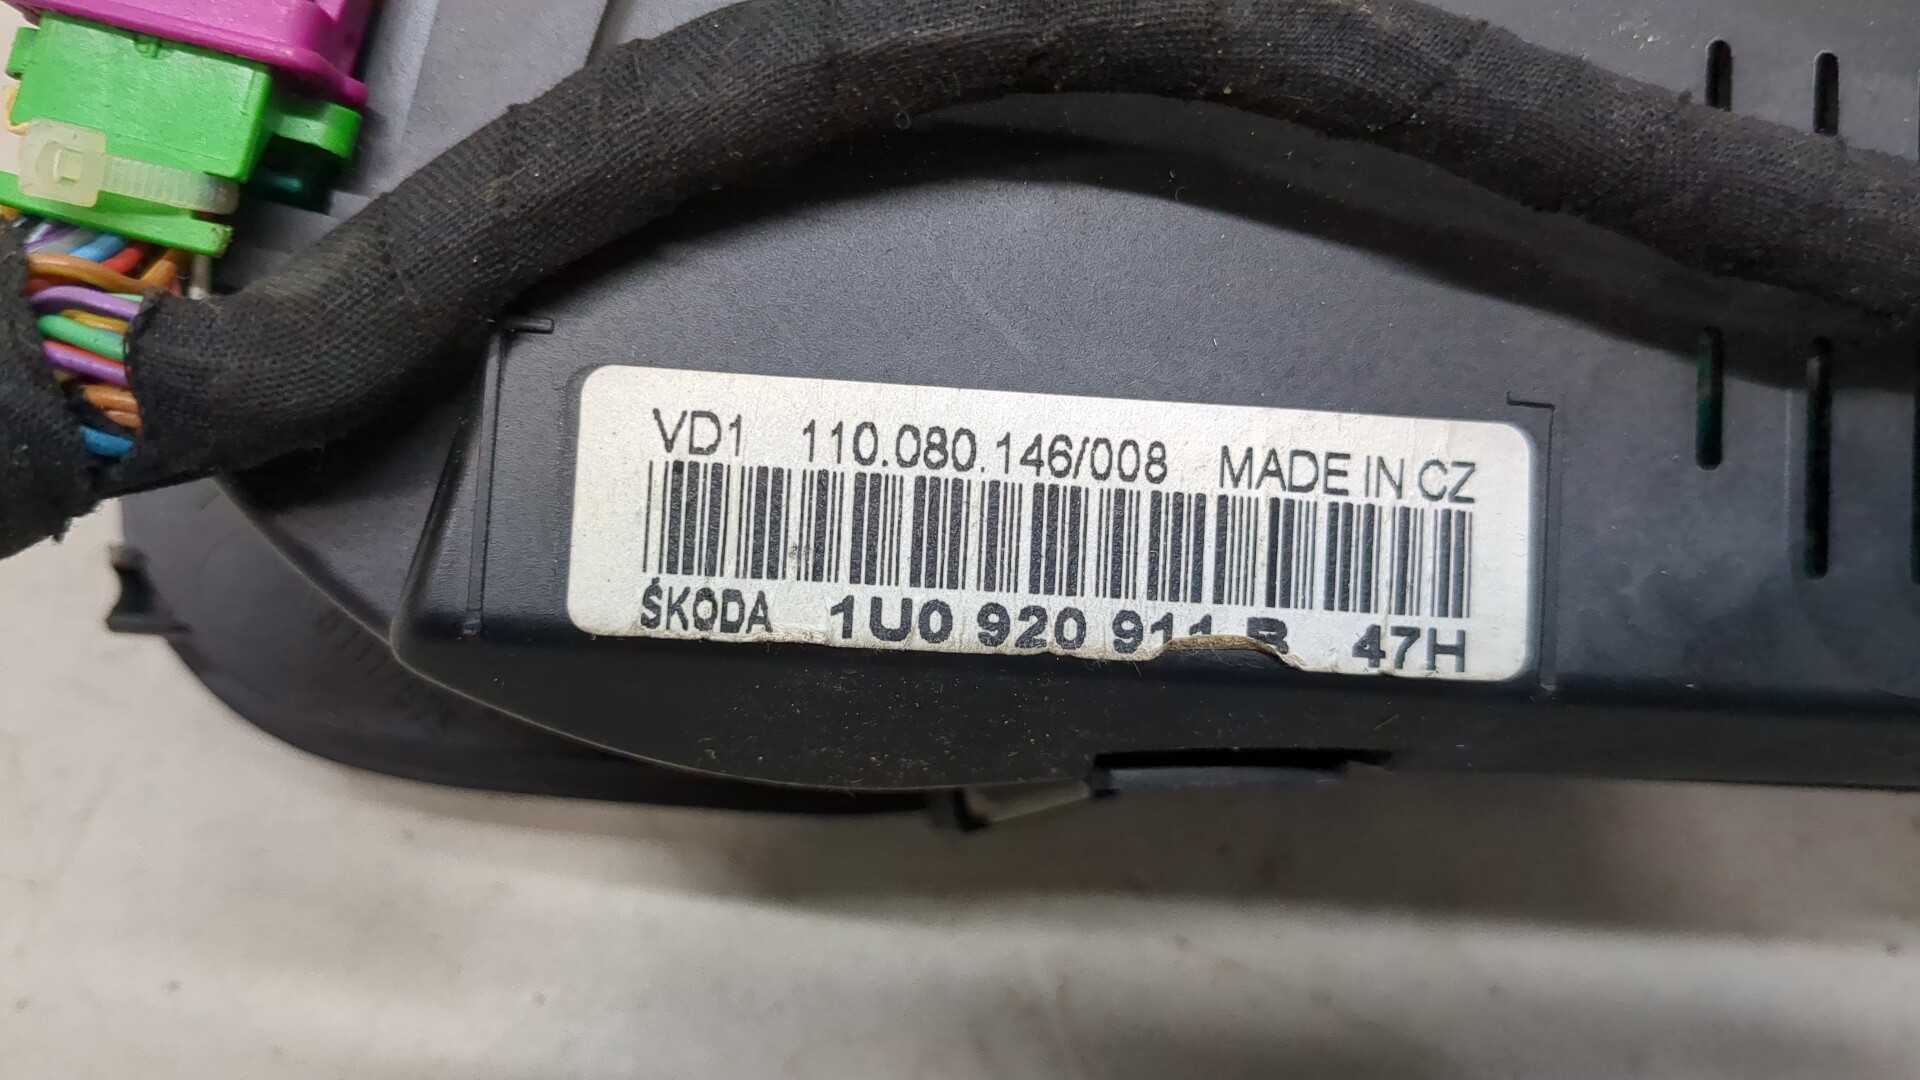 VD1 110.080.146/008 MADE IN CZ
ŠKODA 1U0 920 911 B 47H